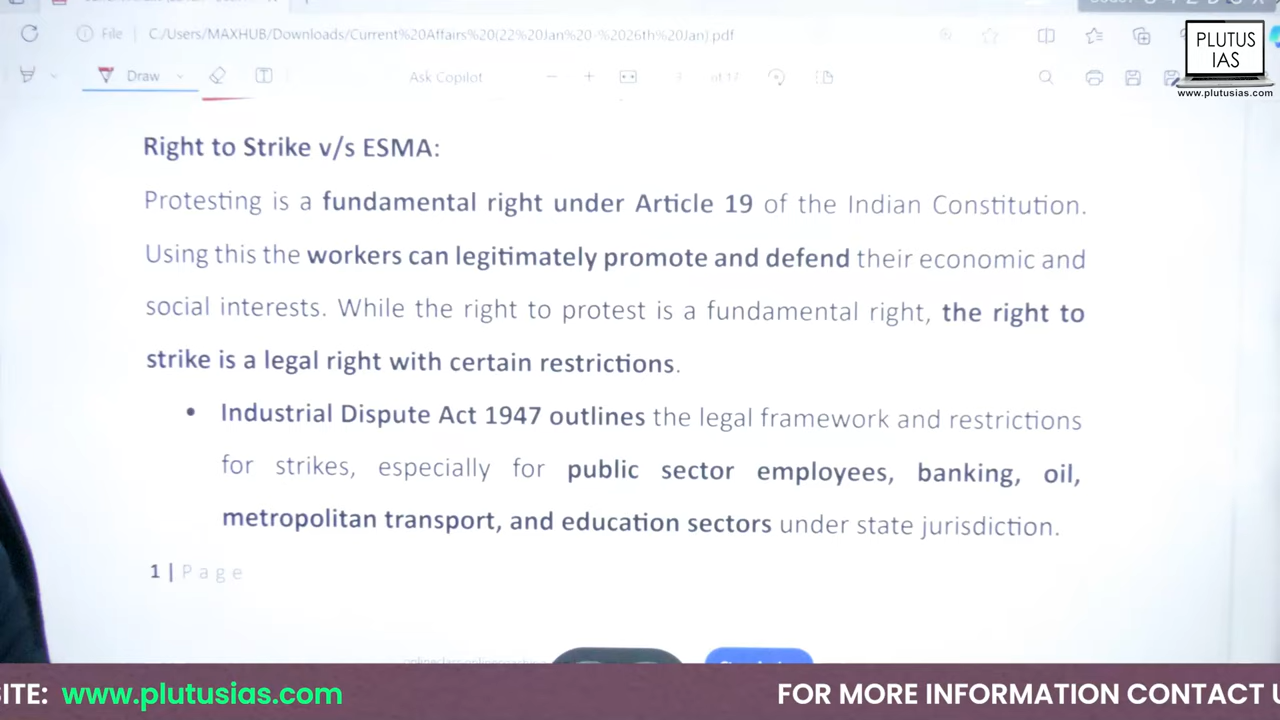 File C:/Users/MAXHUB/Downloads/Current%20Affairs%20(22%20Jan%20-%2026th%20Jan).pdf
PLUTUS
IAS
www.plutusias.com
Draw
Ask Copilot
of 17
Right to Strike v/s ESMA:
Protesting is a fundamental right under Article 19 of the Indian Constitution.
Using this the workers can legitimately promote and defend their economic and
social interests. While the right to protest is a fundamental right, the right to
strike is a legal right with certain restrictions.
• Industrial Dispute Act 1947 outlines the legal framework and restrictions
for strikes, especially for public sector employees, banking, oil,
metropolitan transport, and education sectors under state jurisdiction.
1 | Page
SITE: www.plutusias.com
FOR MORE INFORMATION CONTACT U